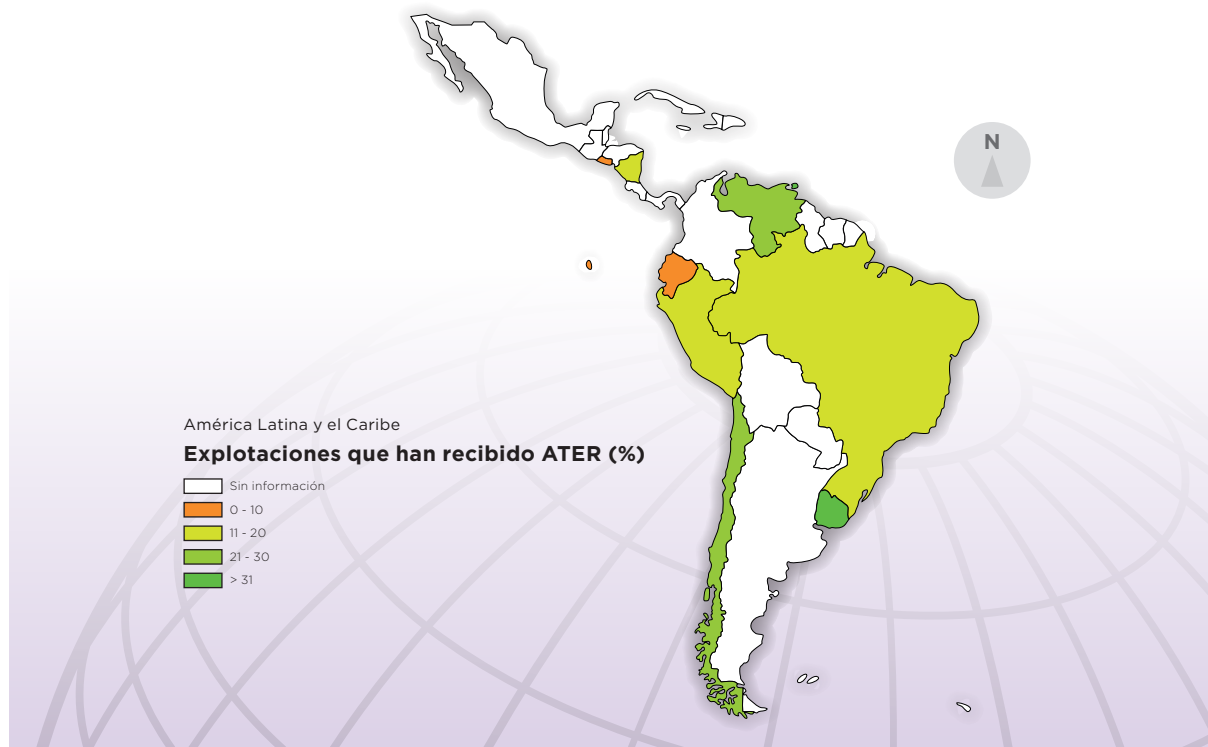 N
América Latina y el Caribe
Explotaciones que han recibido ATER (%)
Sin información
0 - 10
11 - 20
21 - 30
> 31